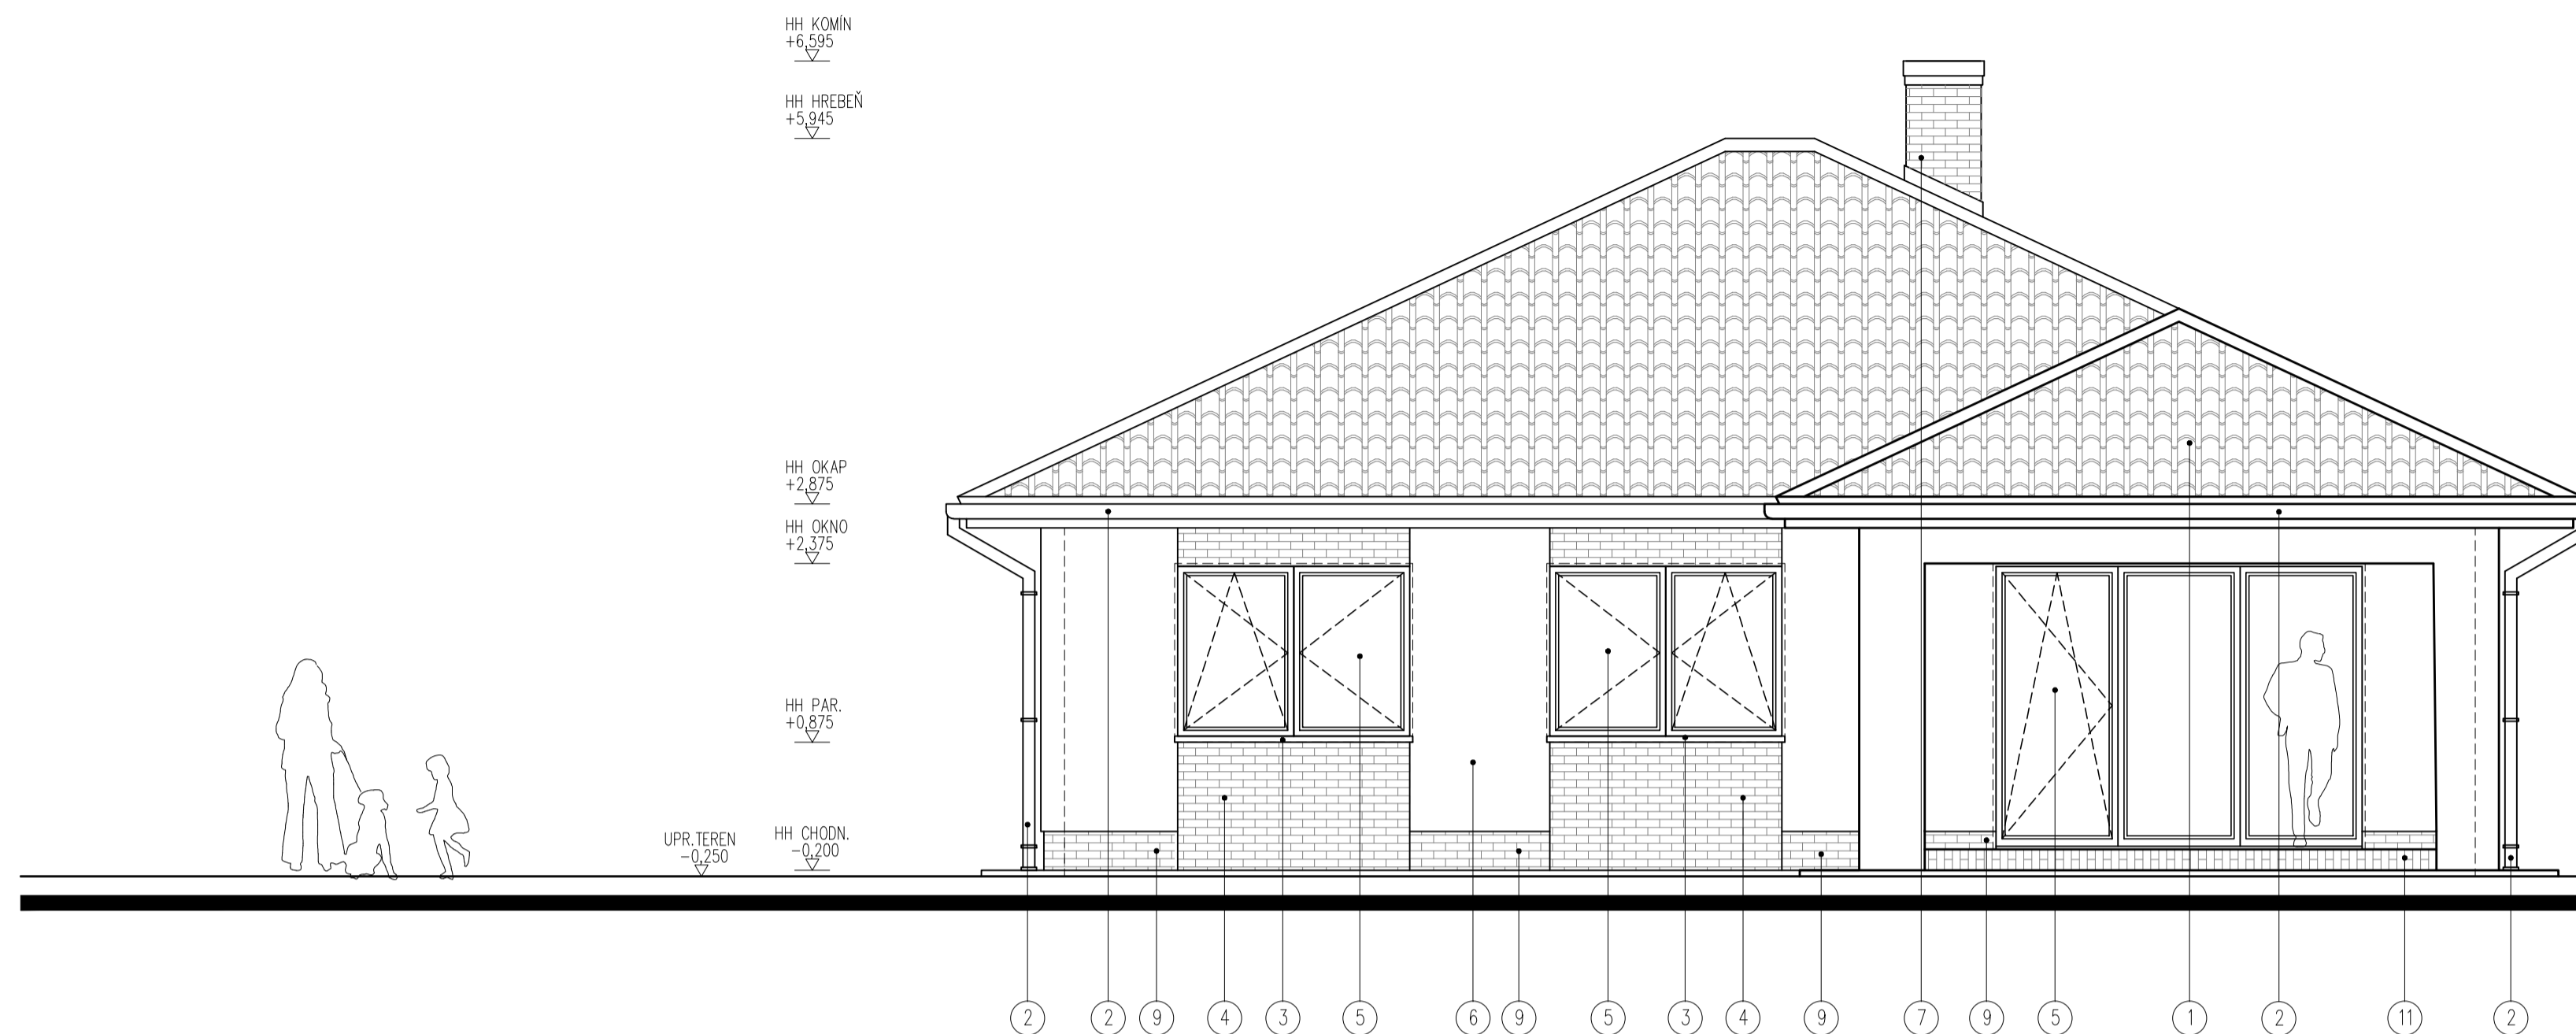 HH KOMÍN
+6,595
HH HREBEŇ
+5,945
HH OKAP
+2,875
HH OKNO
+2,375
HH PAR.
+0,875
UPR.TEREN
-0,250
HH CHODN.
-0,200
2 2 9 4 3 5 6 9 5 3 4 9 7 9 5 1 2 11 2